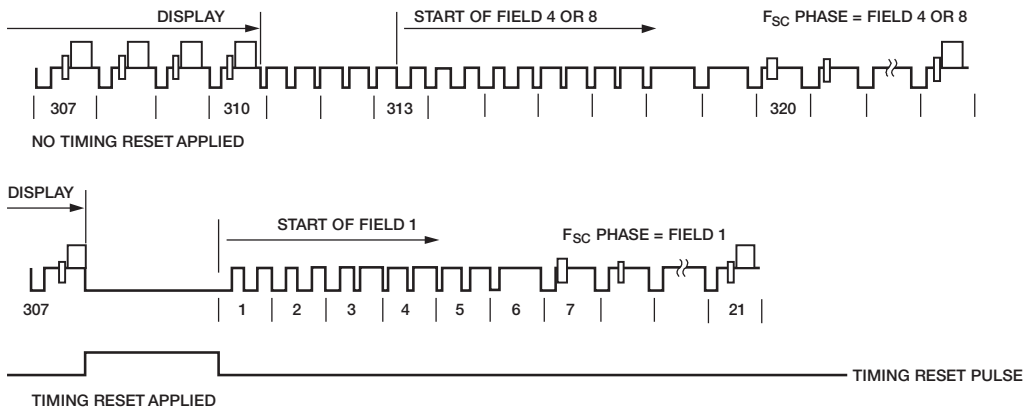 DISPLAY
START OF FIELD 4 OR 8
FSC PHASE = FIELD 4 OR 8
307
310
313
320
NO TIMING RESET APPLIED
DISPLAY
START OF FIELD 1
FSC PHASE = FIELD 1
307
1
2
3
4
5
6
7
21
TIMING RESET PULSE
TIMING RESET APPLIED